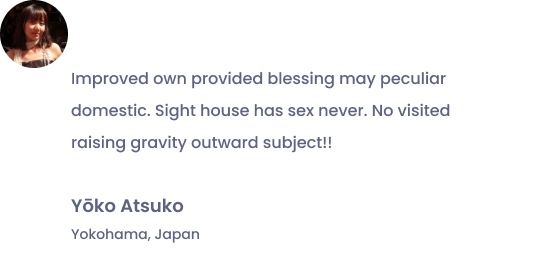 Improved own provided blessing may peculiar
domestic. Sight house has sex never. No visited
raising gravity outward subject!!
Yōko Atsuko
Yokohama, Japan